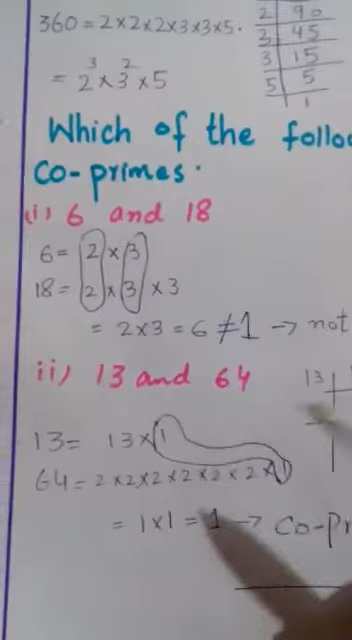 360 = 2×2×2×3×3×5.
= 2³ × 3² × 5
2 | 90
3 | 45
3 | 15
5 | 5
1
Which of the
Co-primes.
(i) 6 and 18
6 = 2 × 3
18 = 2 × 3 × 3
= 2×3 = 6 ≠ 1 → not
ii) 13 and 64
13
13 = 13×1
64 = 2×2×2×2×2×2×1
= 1×1 = 1 →